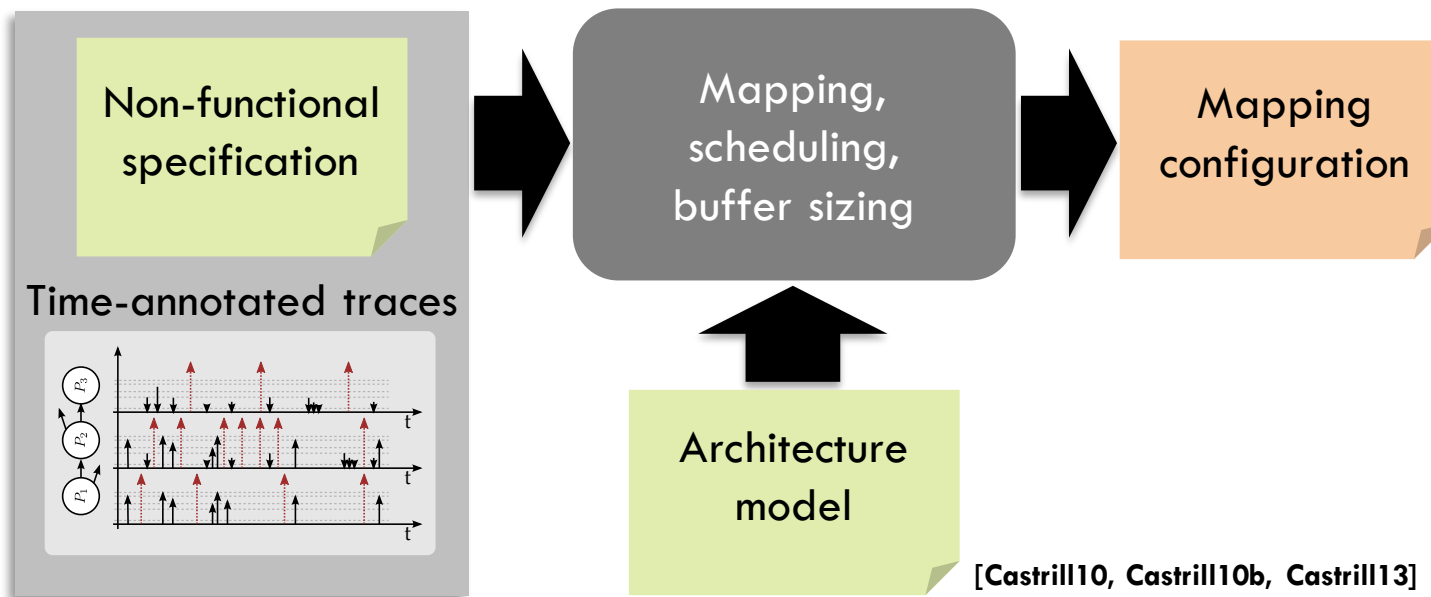 Non-functional
specification
Mapping,
scheduling,
buffer sizing
Mapping
configuration
Time-annotated traces
P3
t
P2
t
P1
t
Architecture
model
[Castrill10, Castrill10b, Castrill13]